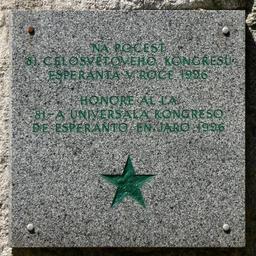 NA POČEST
81. CELOSVĚTOVÉHO KONGRESU
ESPERANTA V ROCE 1996
HONORE AL LA
81-A UNIVERSALA KONGRESO
DE ESPERANTO EN JARO 1996